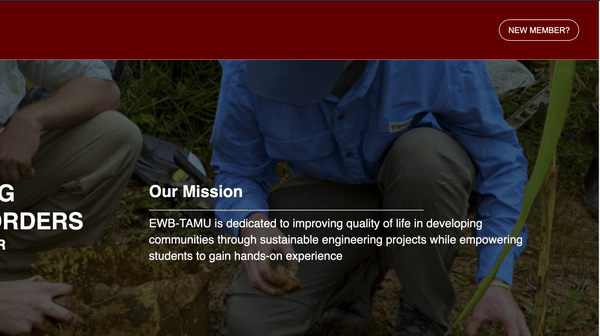 NEW MEMBER?
G
ORDERS
R
Our Mission
EWB-TAMU is dedicated to improving quality of life in developing
communities through sustainable engineering projects while empowering
students to gain hands-on experience